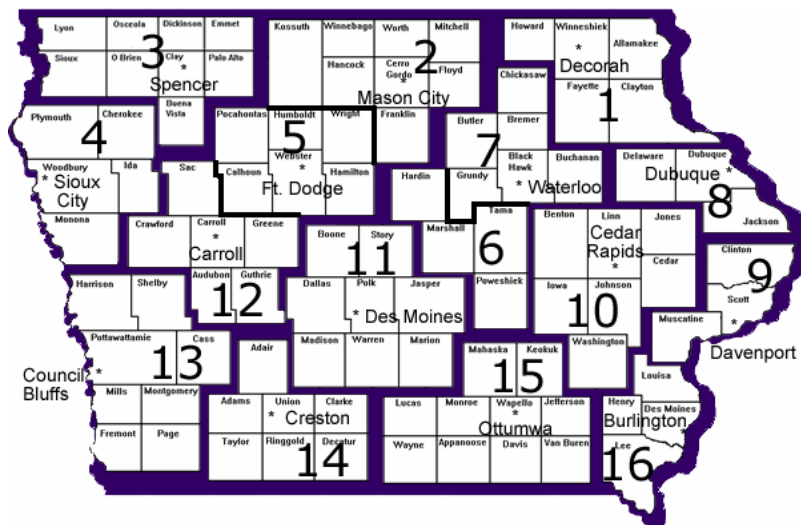 Lyon
Osceola
Dickinson
Emmet
Kossuth
Winnebago
Worth
Mitchell
Howard
Winneshiek
Allamakee
3
Sioux
O Brien
Clay
*
Palo Alto
Spencer
Hancock
Cerro
Gordo
*
2
Floyd
Mason City
*
Decorah
Chickasaw
Fayette
1
Clayton
Buena
Vista
Plymouth
4
Cherokee
Pocahontas
Humboldt
5
Wright
Franklin
Butler
7
Bremer
Woodbury
*
Sioux
City
Ida
Sac
Calhoun
Webster
*
Ft. Dodge
Hamilton
Hardin
Grundy
Black
Hawk
*
Waterloo
Buchanan
Delaware
Dubuque
*
Dubuque
8
Jackson
Monona
Crawford
Carroll
*
Carroll
Greene
Boone
Story
11
Marshall
Tama
6
Poweshiek
Benton
Linn
Cedar
Rapids
*
Jones
Cedar
Clinton
9
Scott
*
Davenport
Harrison
Shelby
Audubon
Guthrie
12
Dallas
Polk
*
Des Moines
Jasper
Iowa
Johnson
10
Muscatine
Pottawattamie
*
13
Cass
Council
Bluffs
Adair
Madison
Warren
Marion
Mahaska
Keokuk
15
Washington
Louisa
Mills
Montgomery
Fremont
Page
Adams
Union
*
Clarke
Creston
Taylor
Ringgold
Decatur
14
Lucas
Monroe
Wapello
*
Jefferson
Ottumwa
Wayne
Appanoose
Davis
Van Buren
Henry
Des Moines
Burlington
*
Lee
16